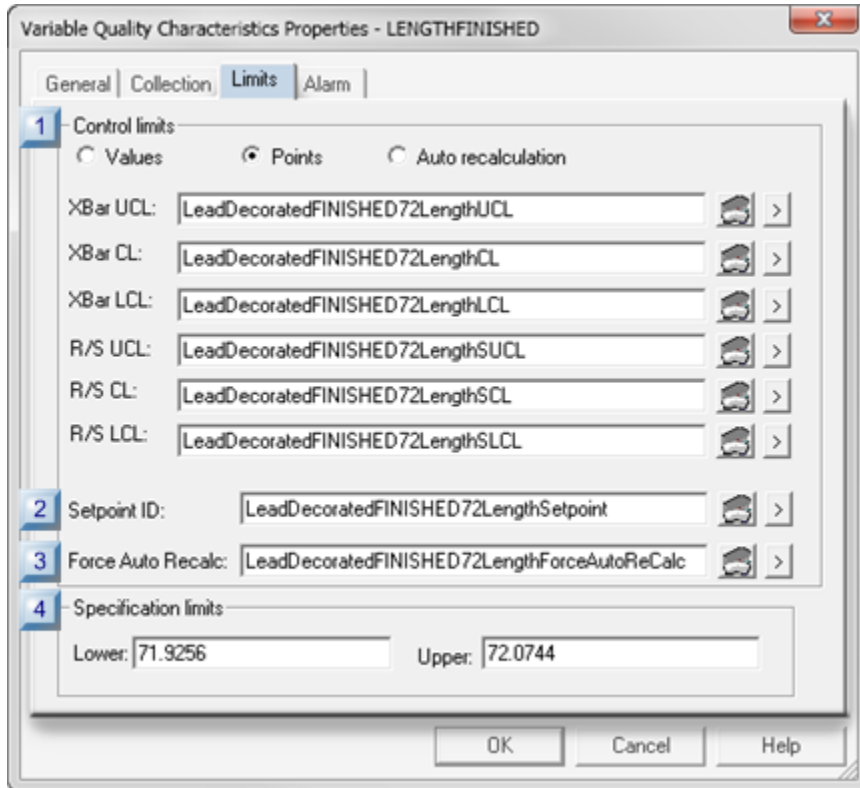 Variable Quality Characteristics Properties - LENGTHFINISHED
General Collection Limits Alarm
1 Control limits
Values Points Auto recalculation
XBar UCL: LeadDecoratedFINISHED72LengthUCL >
XBar CL: LeadDecoratedFINISHED72LengthCL >
XBar LCL: LeadDecoratedFINISHED72LengthLCL >
R/S UCL: LeadDecoratedFINISHED72LengthSUCL >
R/S CL: LeadDecoratedFINISHED72LengthSCL >
R/S LCL: LeadDecoratedFINISHED72LengthSLCL >
2 Setpoint ID: LeadDecoratedFINISHED72LengthSetpoint >
3 Force Auto Recalc: LeadDecoratedFINISHED72LengthForceAutoReCalc >
4 Specification limits
Lower: 71.9256 Upper: 72.0744
OK Cancel Help